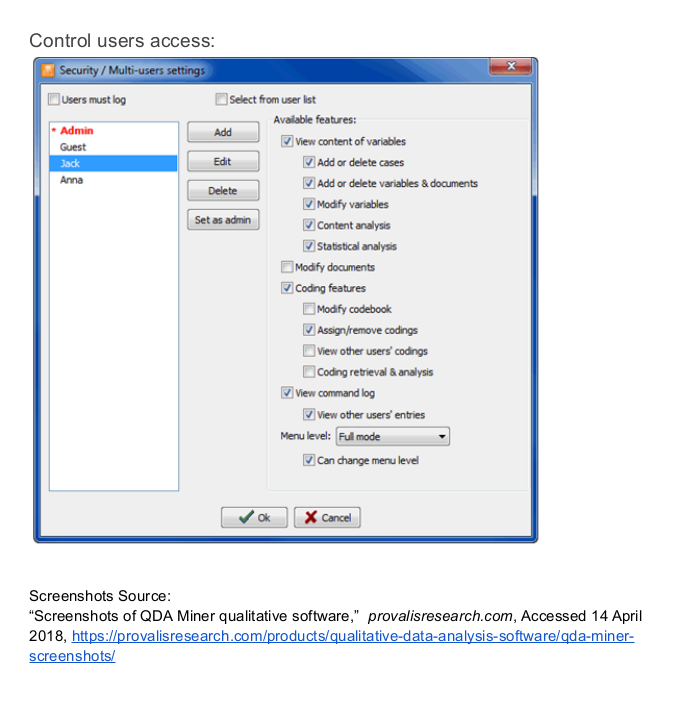 Control users access:
Security / Multi-users settings
Users must log
Select from user list
* Admin
Guest
Jack
Anna
Add
Edit
Delete
Set as admin
Available features:
View content of variables
Add or delete cases
Add or delete variables & documents
Modify variables
Content analysis
Statistical analysis
Modify documents
Coding features
Modify codebook
Assign/remove codings
View other users' codings
Coding retrieval & analysis
View command log
View other users' entries
Menu level: Full mode
Can change menu level
Ok
Cancel
Screenshots Source:
“Screenshots of QDA Miner qualitative software,” provalisresearch.com, Accessed 14 April
2018, https://provalisresearch.com/products/qualitative-data-analysis-software/qda-miner-
screenshots/